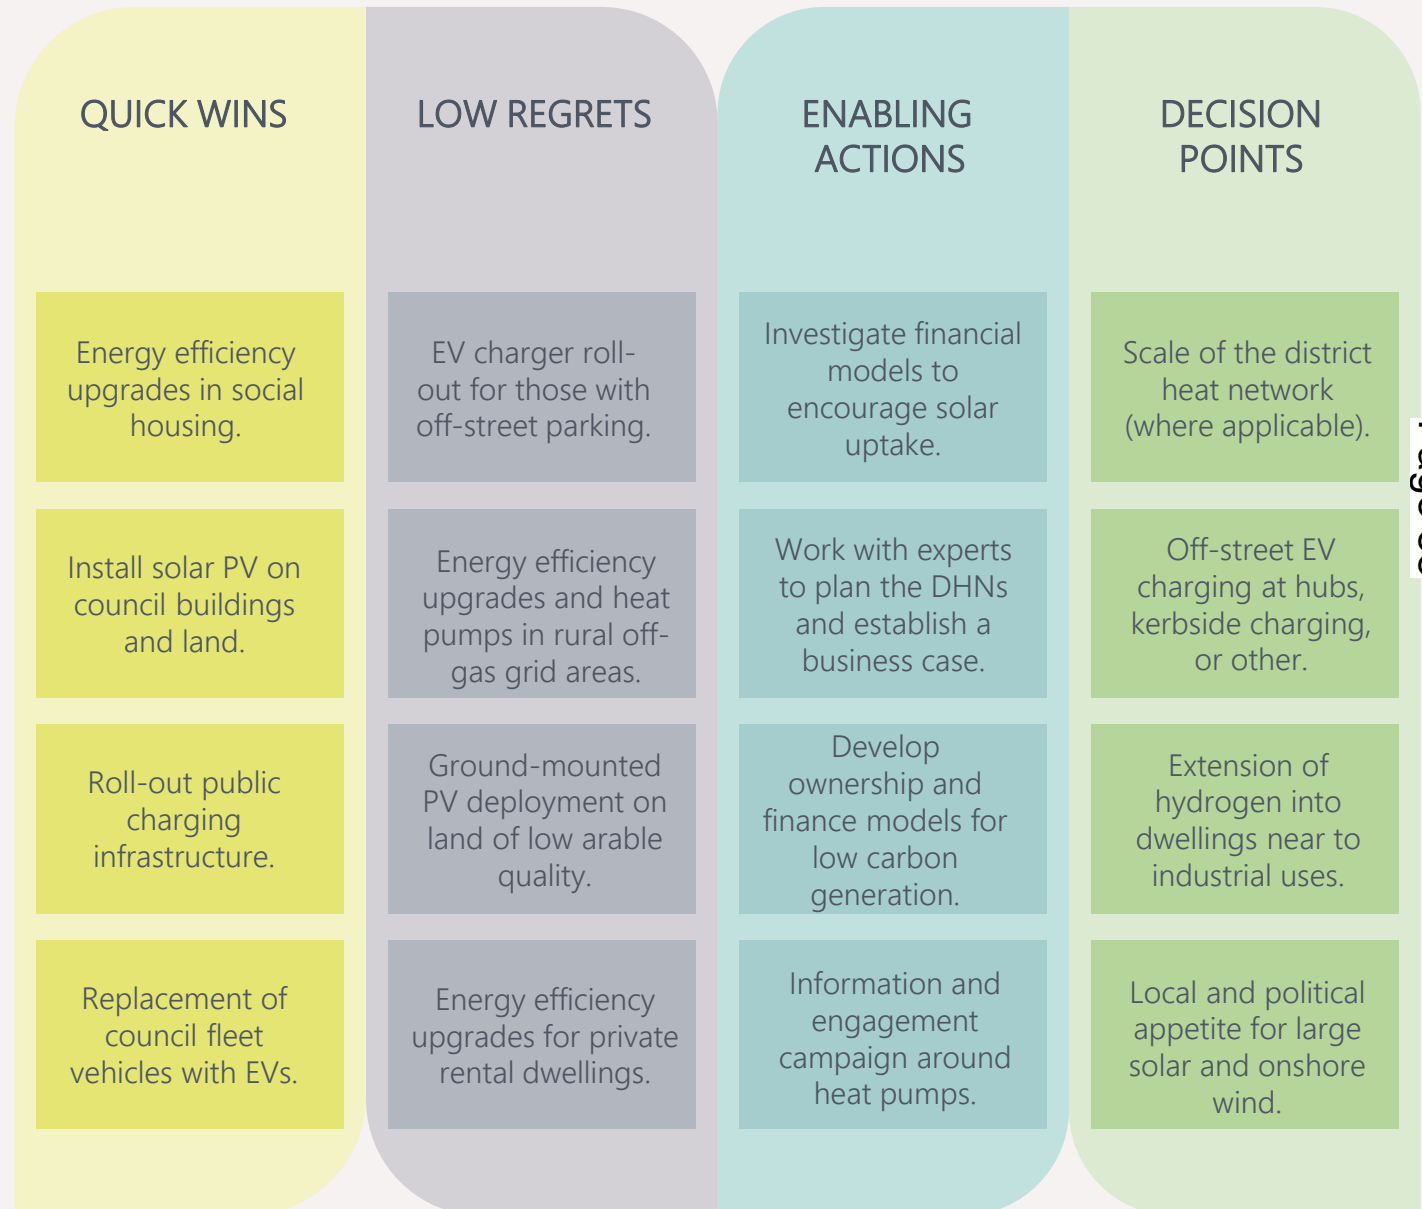 QUICK WINS
Energy efficiency
upgrades in social
housing.
Install solar PV on
council buildings
and land.
Roll-out public
charging
infrastructure.
Replacement of
council fleet
vehicles with EVs.
LOW REGRETS
EV charger roll-
out for those with
off-street parking.
Energy efficiency
upgrades and heat
pumps in rural off-
gas grid areas.
Ground-mounted
PV deployment on
land of low arable
quality.
Energy efficiency
upgrades for private
rental dwellings.
ENABLING
ACTIONS
Investigate financial
models to
encourage solar
uptake.
Work with experts
to plan the DHNs
and establish a
business case.
Develop
ownership and
finance models for
low carbon
generation.
Information and
engagement
campaign around
heat pumps.
DECISION
POINTS
Scale of the district
heat network
(where applicable).
Off-street EV
charging at hubs,
kerbside charging,
or other.
Extension of
hydrogen into
dwellings near to
industrial uses.
Local and political
appetite for large
solar and onshore
wind.